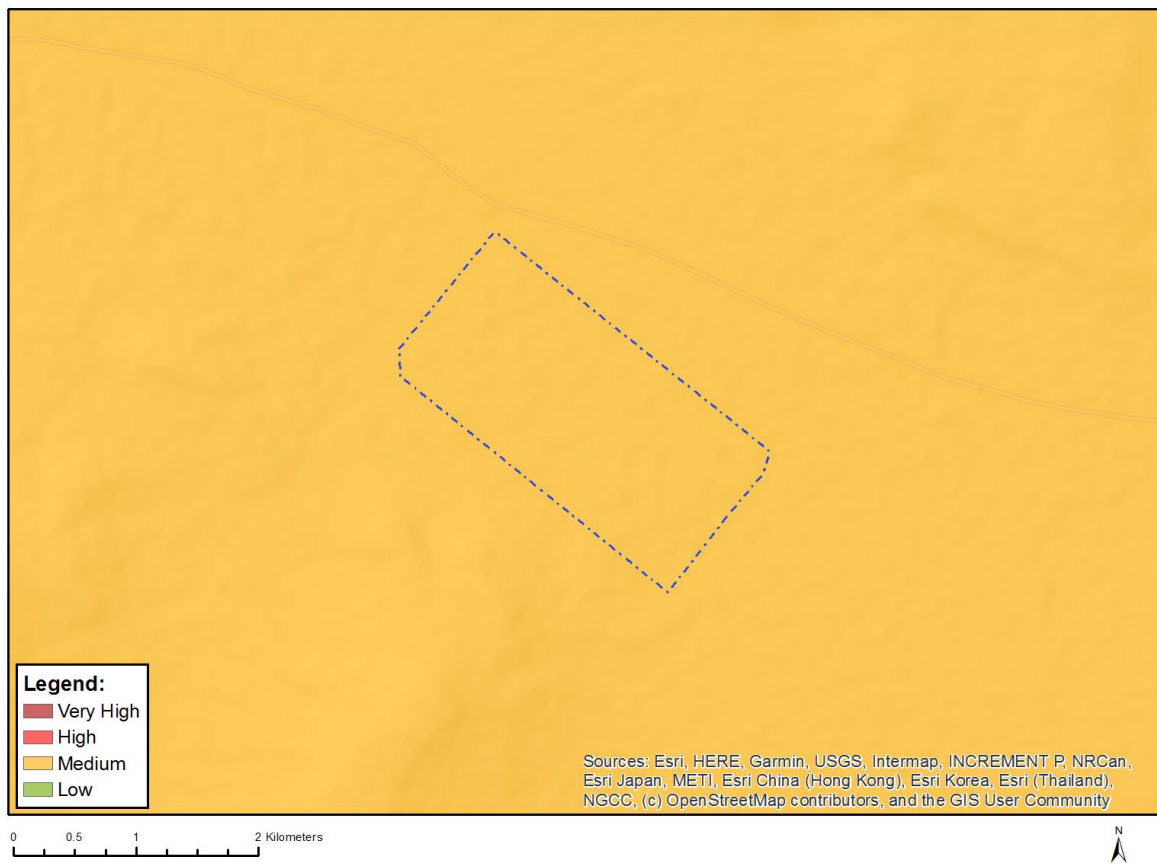 Legend:
Very High
High
Medium
Low
Sources: Esri, HERE, Garmin, USGS, Intermap, INCREMENT P, NRCan,
Esri Japan, METI, Esri China (Hong Kong), Esri Korea, Esri (Thailand),
NGCC, (c) OpenStreetMap contributors, and the GIS User Community
0 0.5 1 2 Kilometers
N